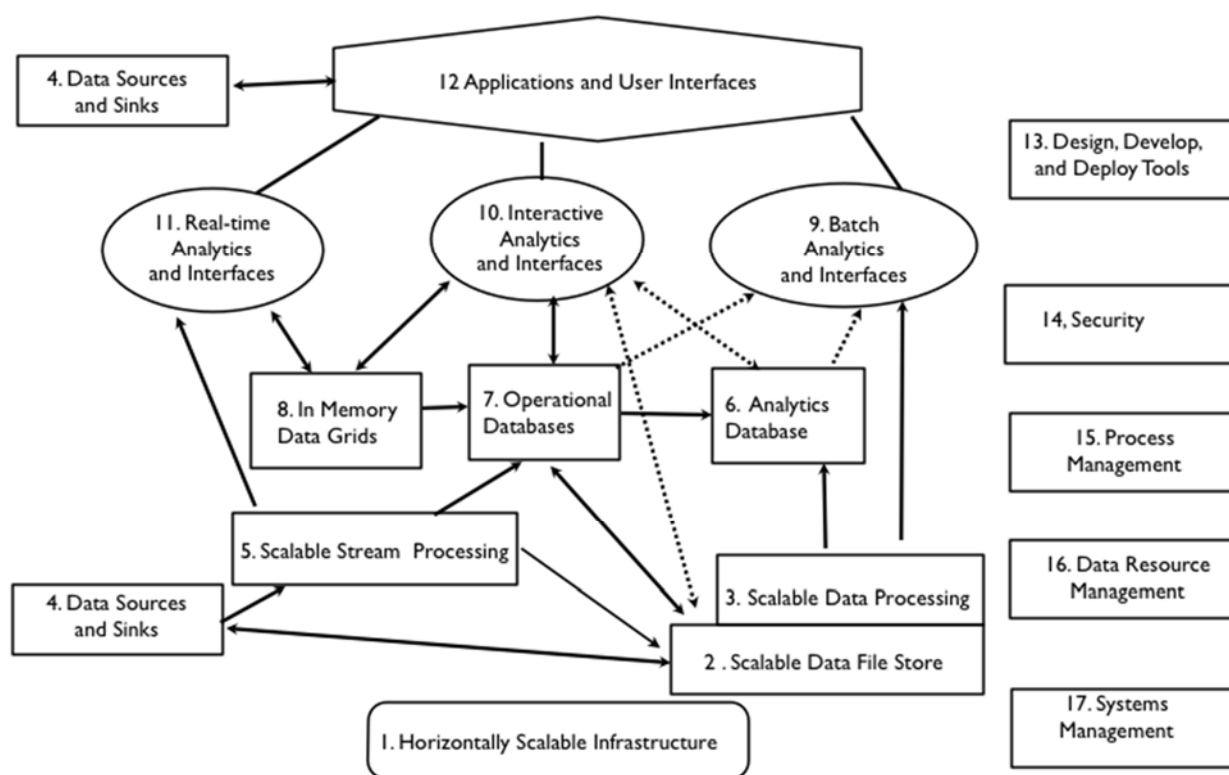 12 Applications and User Interfaces
4. Data Sources
and Sinks
13. Design, Develop,
and Deploy Tools
11. Real-time
Analytics
and Interfaces
10. Interactive
Analytics
and Interfaces
9. Batch
Analytics
and Interfaces
14, Security
8. In Memory
Data Grids
7. Operational
Databases
6. Analytics
Database
15. Process
Management
5. Scalable Stream Processing
16. Data Resource
Management
4. Data Sources
and Sinks
3. Scalable Data Processing
2 . Scalable Data File Store
17. Systems
Management
1. Horizontally Scalable Infrastructure